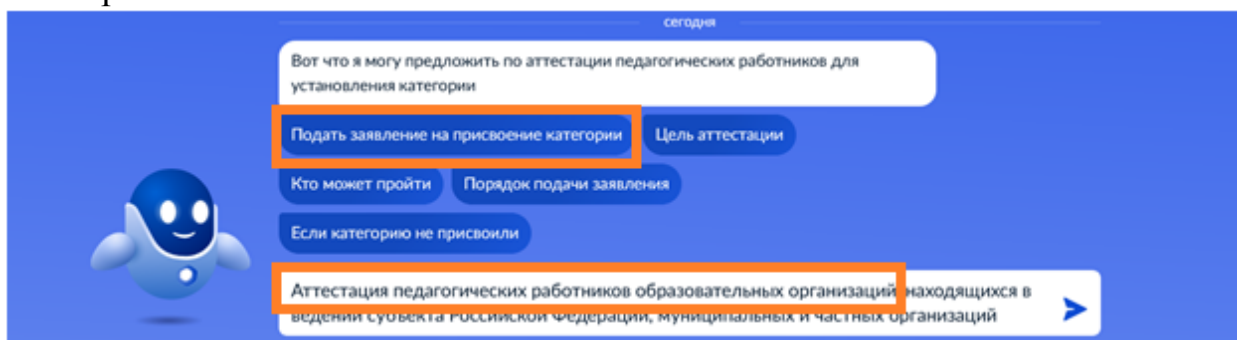 сегодня
Вот что я могу предложить по аттестации педагогических работников для
установления категории
Подать заявление на присвоение категории Цель аттестации
Кто может пройти Порядок подачи заявления
Если категорию не присвоили
Аттестация педагогических работников образовательных организаций находящихся в
ведении субъекта Российской Федерации, муниципальных и частных организаций